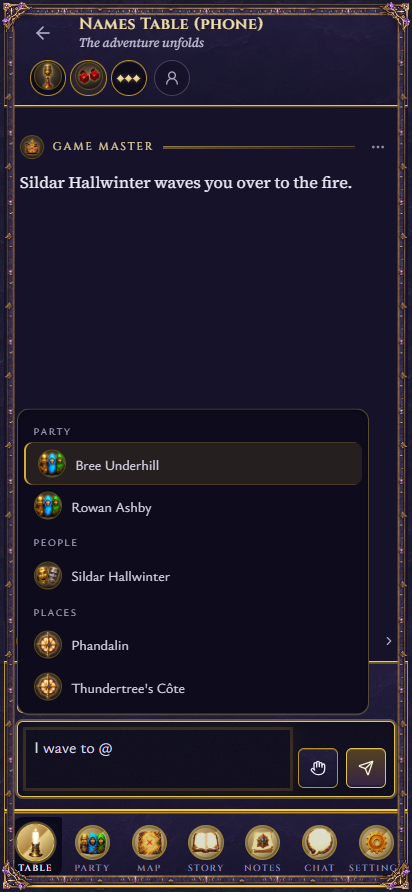 Names Table (phone)
The adventure unfolds
GAME MASTER
Sildar Hallwinter waves you over to the fire.
PARTY
Bree Underhill
Rowan Ashby
PEOPLE
Sildar Hallwinter
PLACES
Phandalin
Thundertree's Côte
I wave to @
TABLE
PARTY
MAP
STORY
NOTES
CHAT
SETTING